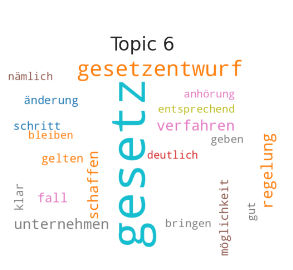 Topic 6
gesetzentwurf
nämlich
anhörung
änderung
entsprechend
gesetz
schritt
verfahren
bleiben
geben
regelung
deutlich
gelten
schaffen
möglichkeit
klar
fall
gut
unternehmen
bringen